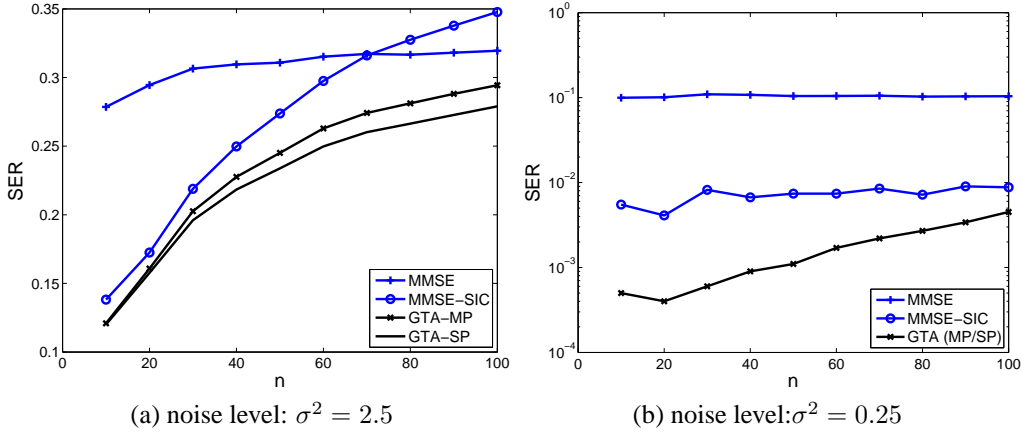 0.35
0.3
0.25
0.2
0.15
0.1
0 20 40 60 80 100
SER
n
MMSE
MMSE−SIC
GTA−MP
GTA−SP
(a) noise level: σ² = 2.5
10⁰
10⁻¹
10⁻²
10⁻³
10⁻⁴
0 20 40 60 80 100
SER
n
MMSE
MMSE−SIC
GTA (MP/SP)
(b) noise level:σ² = 0.25